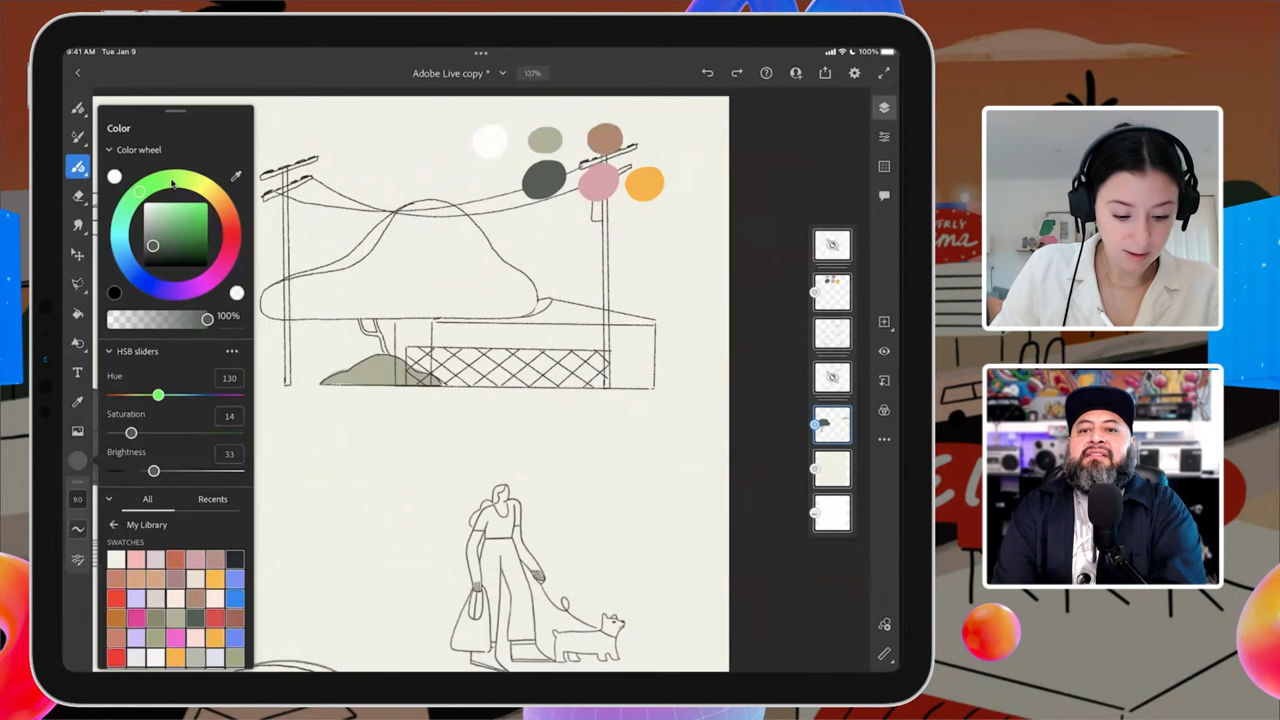 9:41 AM Tue Jan 9
100%
Adobe Live copy *
137%
Color
Color wheel
100%
HSB sliders
Hue
130
Saturation
14
Brightness
33
All
Recents
My Library
SWATCHES
9.0
T